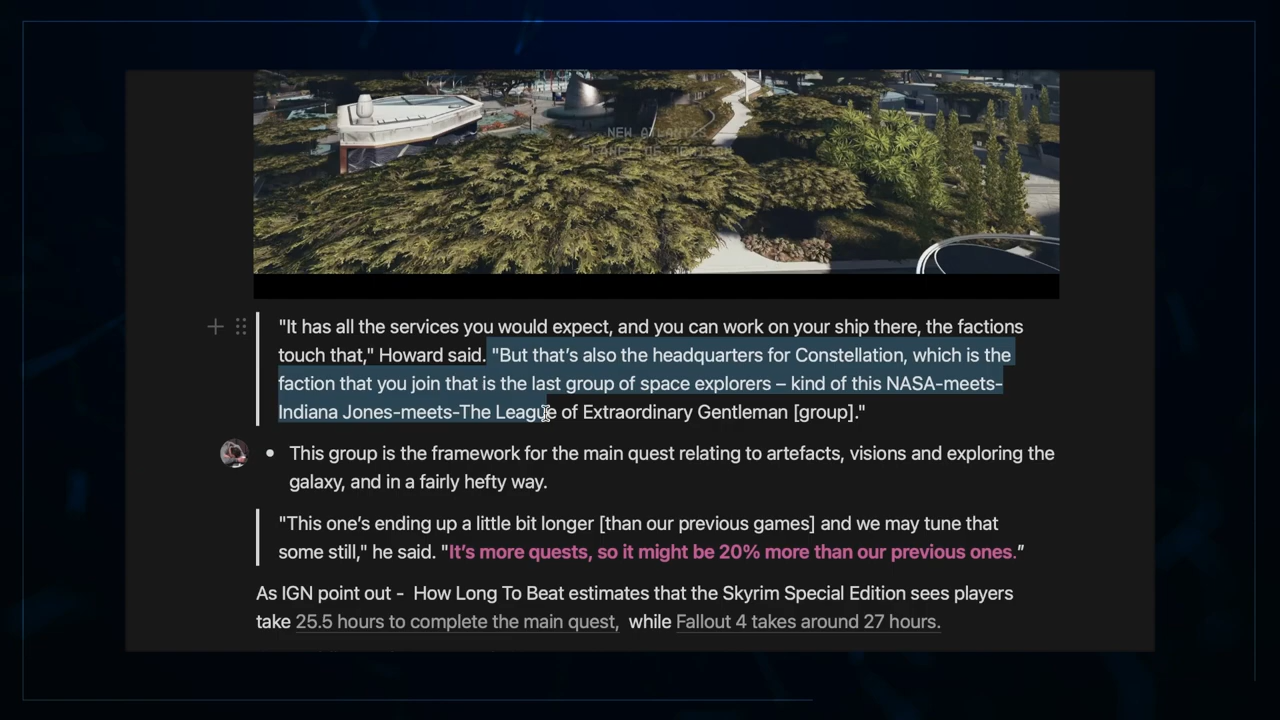 NEW ATLANTIS
"It has all the services you would expect, and you can work on your ship there, the factions
touch that," Howard said. "But that’s also the headquarters for Constellation, which is the
faction that you join that is the last group of space explorers – kind of this NASA-meets-
Indiana Jones-meets-The League of Extraordinary Gentleman [group]."
This group is the framework for the main quest relating to artefacts, visions and exploring the
galaxy, and in a fairly hefty way.
"This one’s ending up a little bit longer [than our previous games] and we may tune that
some still," he said. "It’s more quests, so it might be 20% more than our previous ones.”
As IGN point out -  How Long To Beat estimates that the Skyrim Special Edition sees players
take 25.5 hours to complete the main quest,  while Fallout 4 takes around 27 hours.